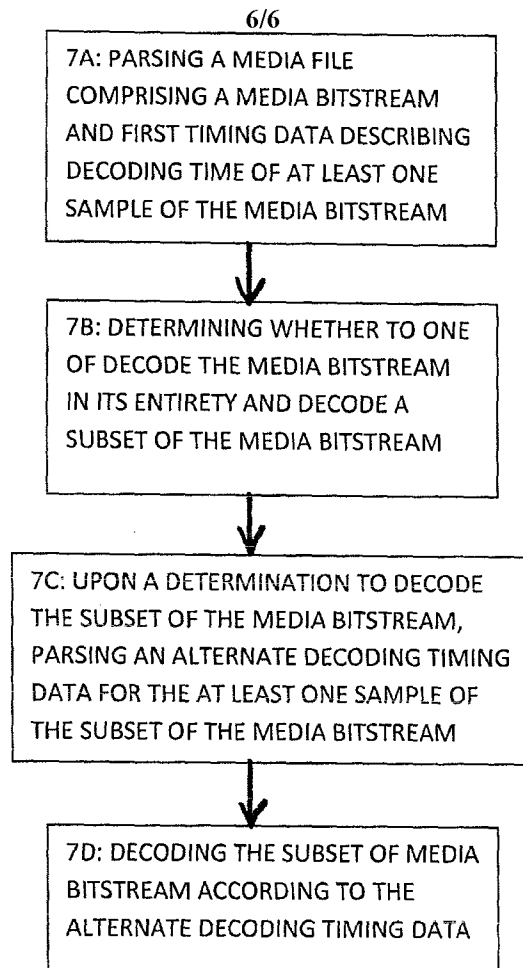 6/6
7A: PARSING A MEDIA FILE
COMPRISING A MEDIA BITSTREAM
AND FIRST TIMING DATA DESCRIBING
DECODING TIME OF AT LEAST ONE
SAMPLE OF THE MEDIA BITSTREAM
7B: DETERMINING WHETHER TO ONE
OF DECODE THE MEDIA BITSTREAM
IN ITS ENTIRETY AND DECODE A
SUBSET OF THE MEDIA BITSTREAM
7C: UPON A DETERMINATION TO DECODE
THE SUBSET OF THE MEDIA BITSTREAM,
PARSING AN ALTERNATE DECODING TIMING
DATA FOR THE AT LEAST ONE SAMPLE OF
THE SUBSET OF THE MEDIA BITSTREAM
7D: DECODING THE SUBSET OF MEDIA
BITSTREAM ACCORDING TO THE
ALTERNATE DECODING TIMING DATA